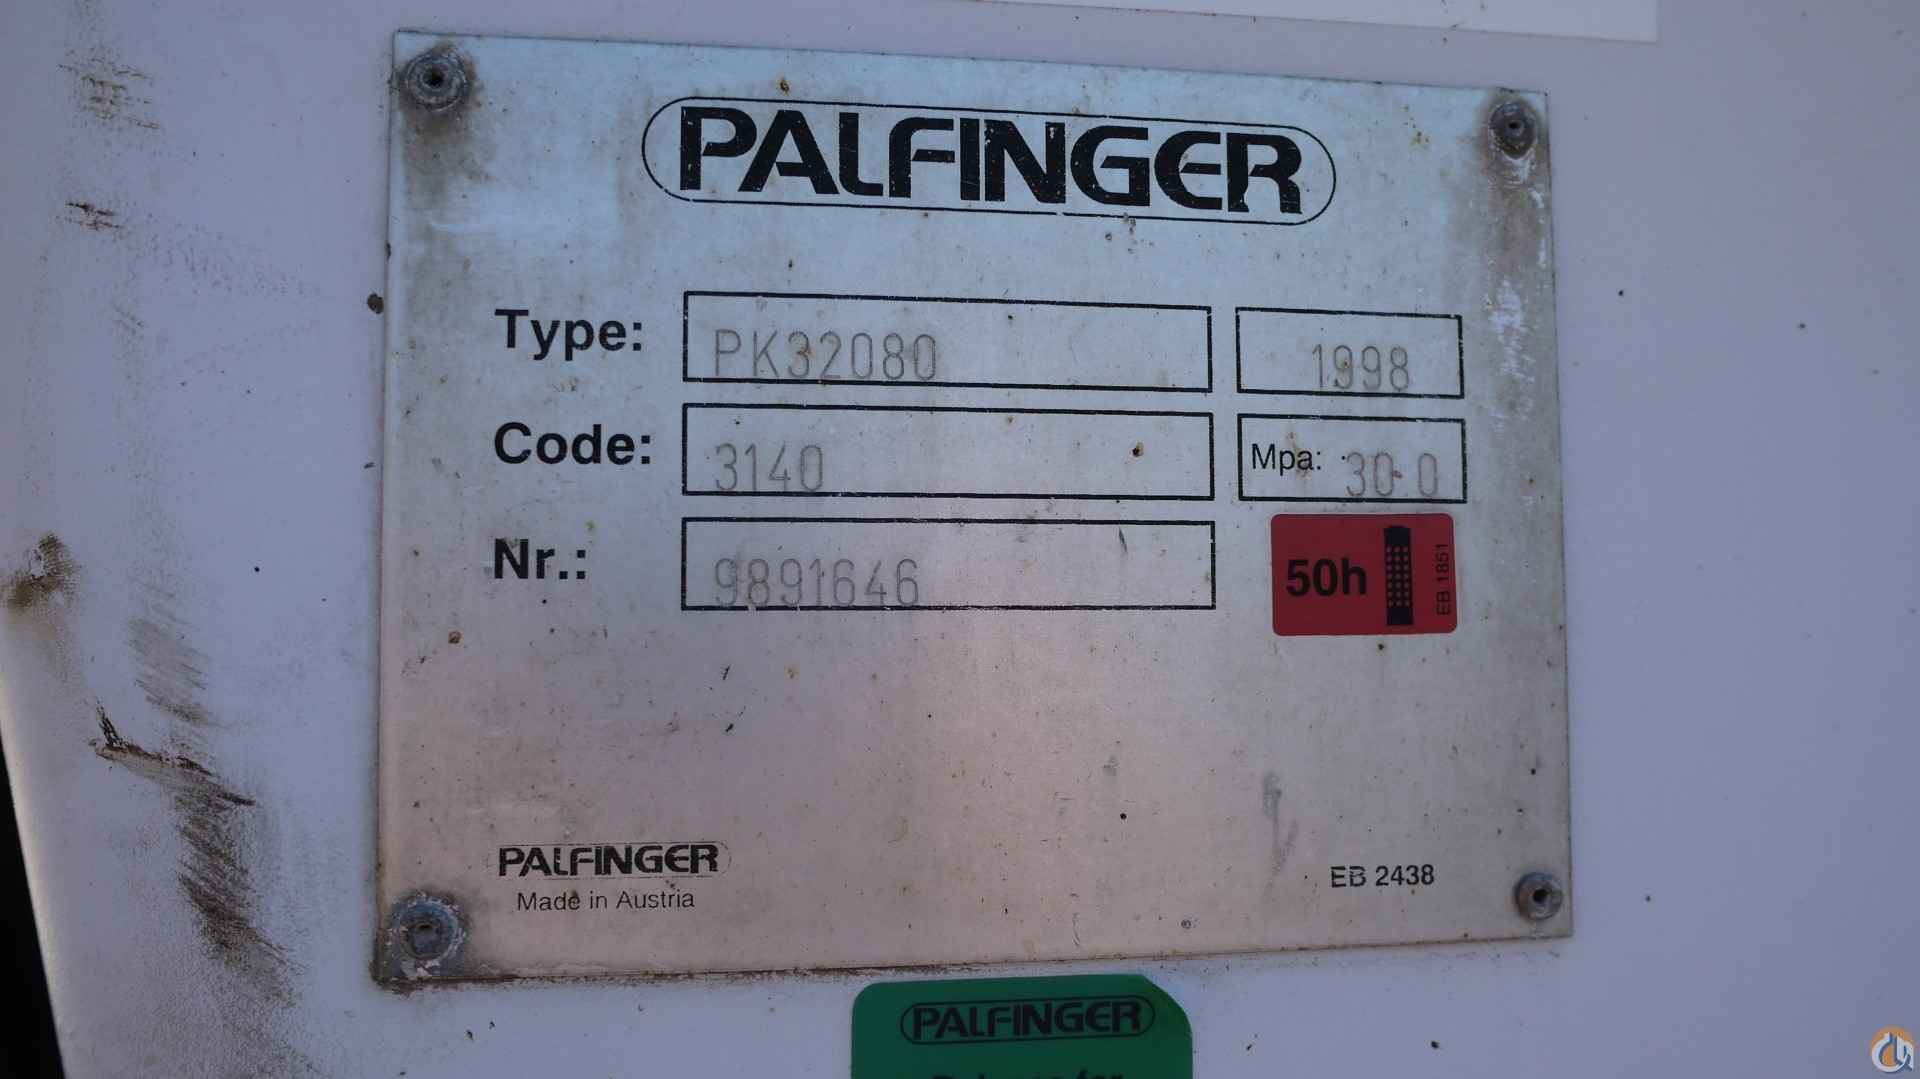 PALFINGER
Type: PK32080 1998
Code: 3140 Mpa: 30.0
Nr.: 9891646
50h EB 1851
PALFINGER
Made in Austria
EB 2438
PALFINGER